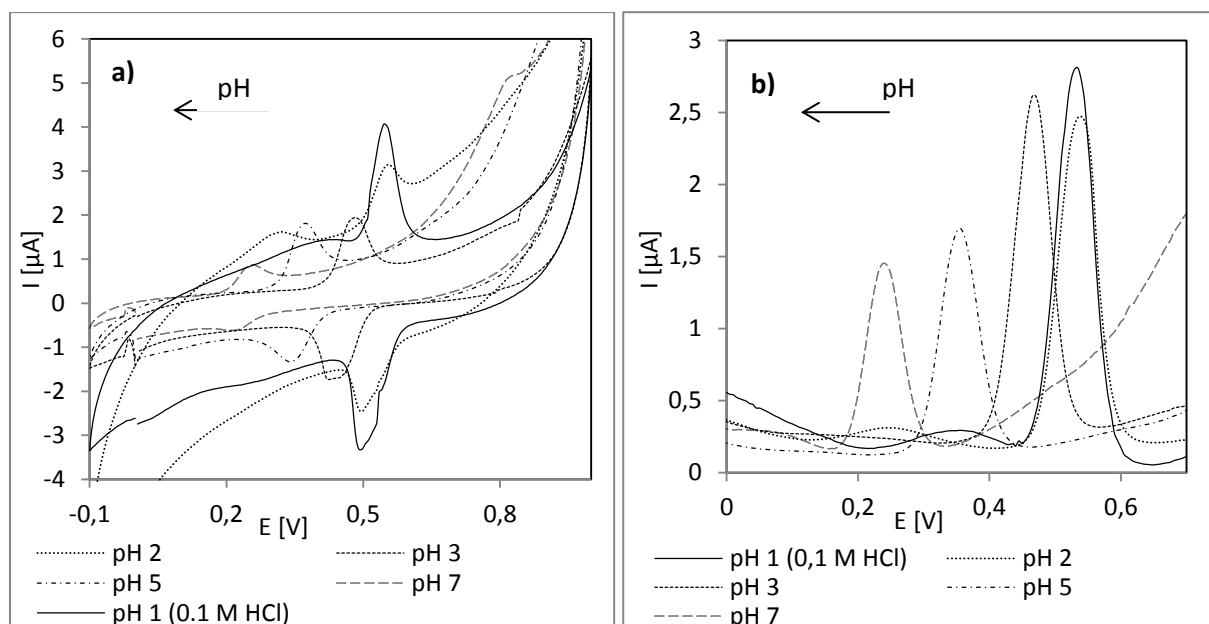 a)
pH
I [µA]
6
5
4
3
2
1
0
-1
-2
-3
-4
-0,1
0,2
0,5
0,8
E [V]
pH 2
pH 3
pH 5
pH 7
pH 1 (0.1 M HCl)
b)
pH
I [µA]
3
2,5
2
1,5
1
0,5
0
0
0,2
0,4
0,6
E [V]
pH 1 (0,1 M HCl)
pH 2
pH 3
pH 5
pH 7